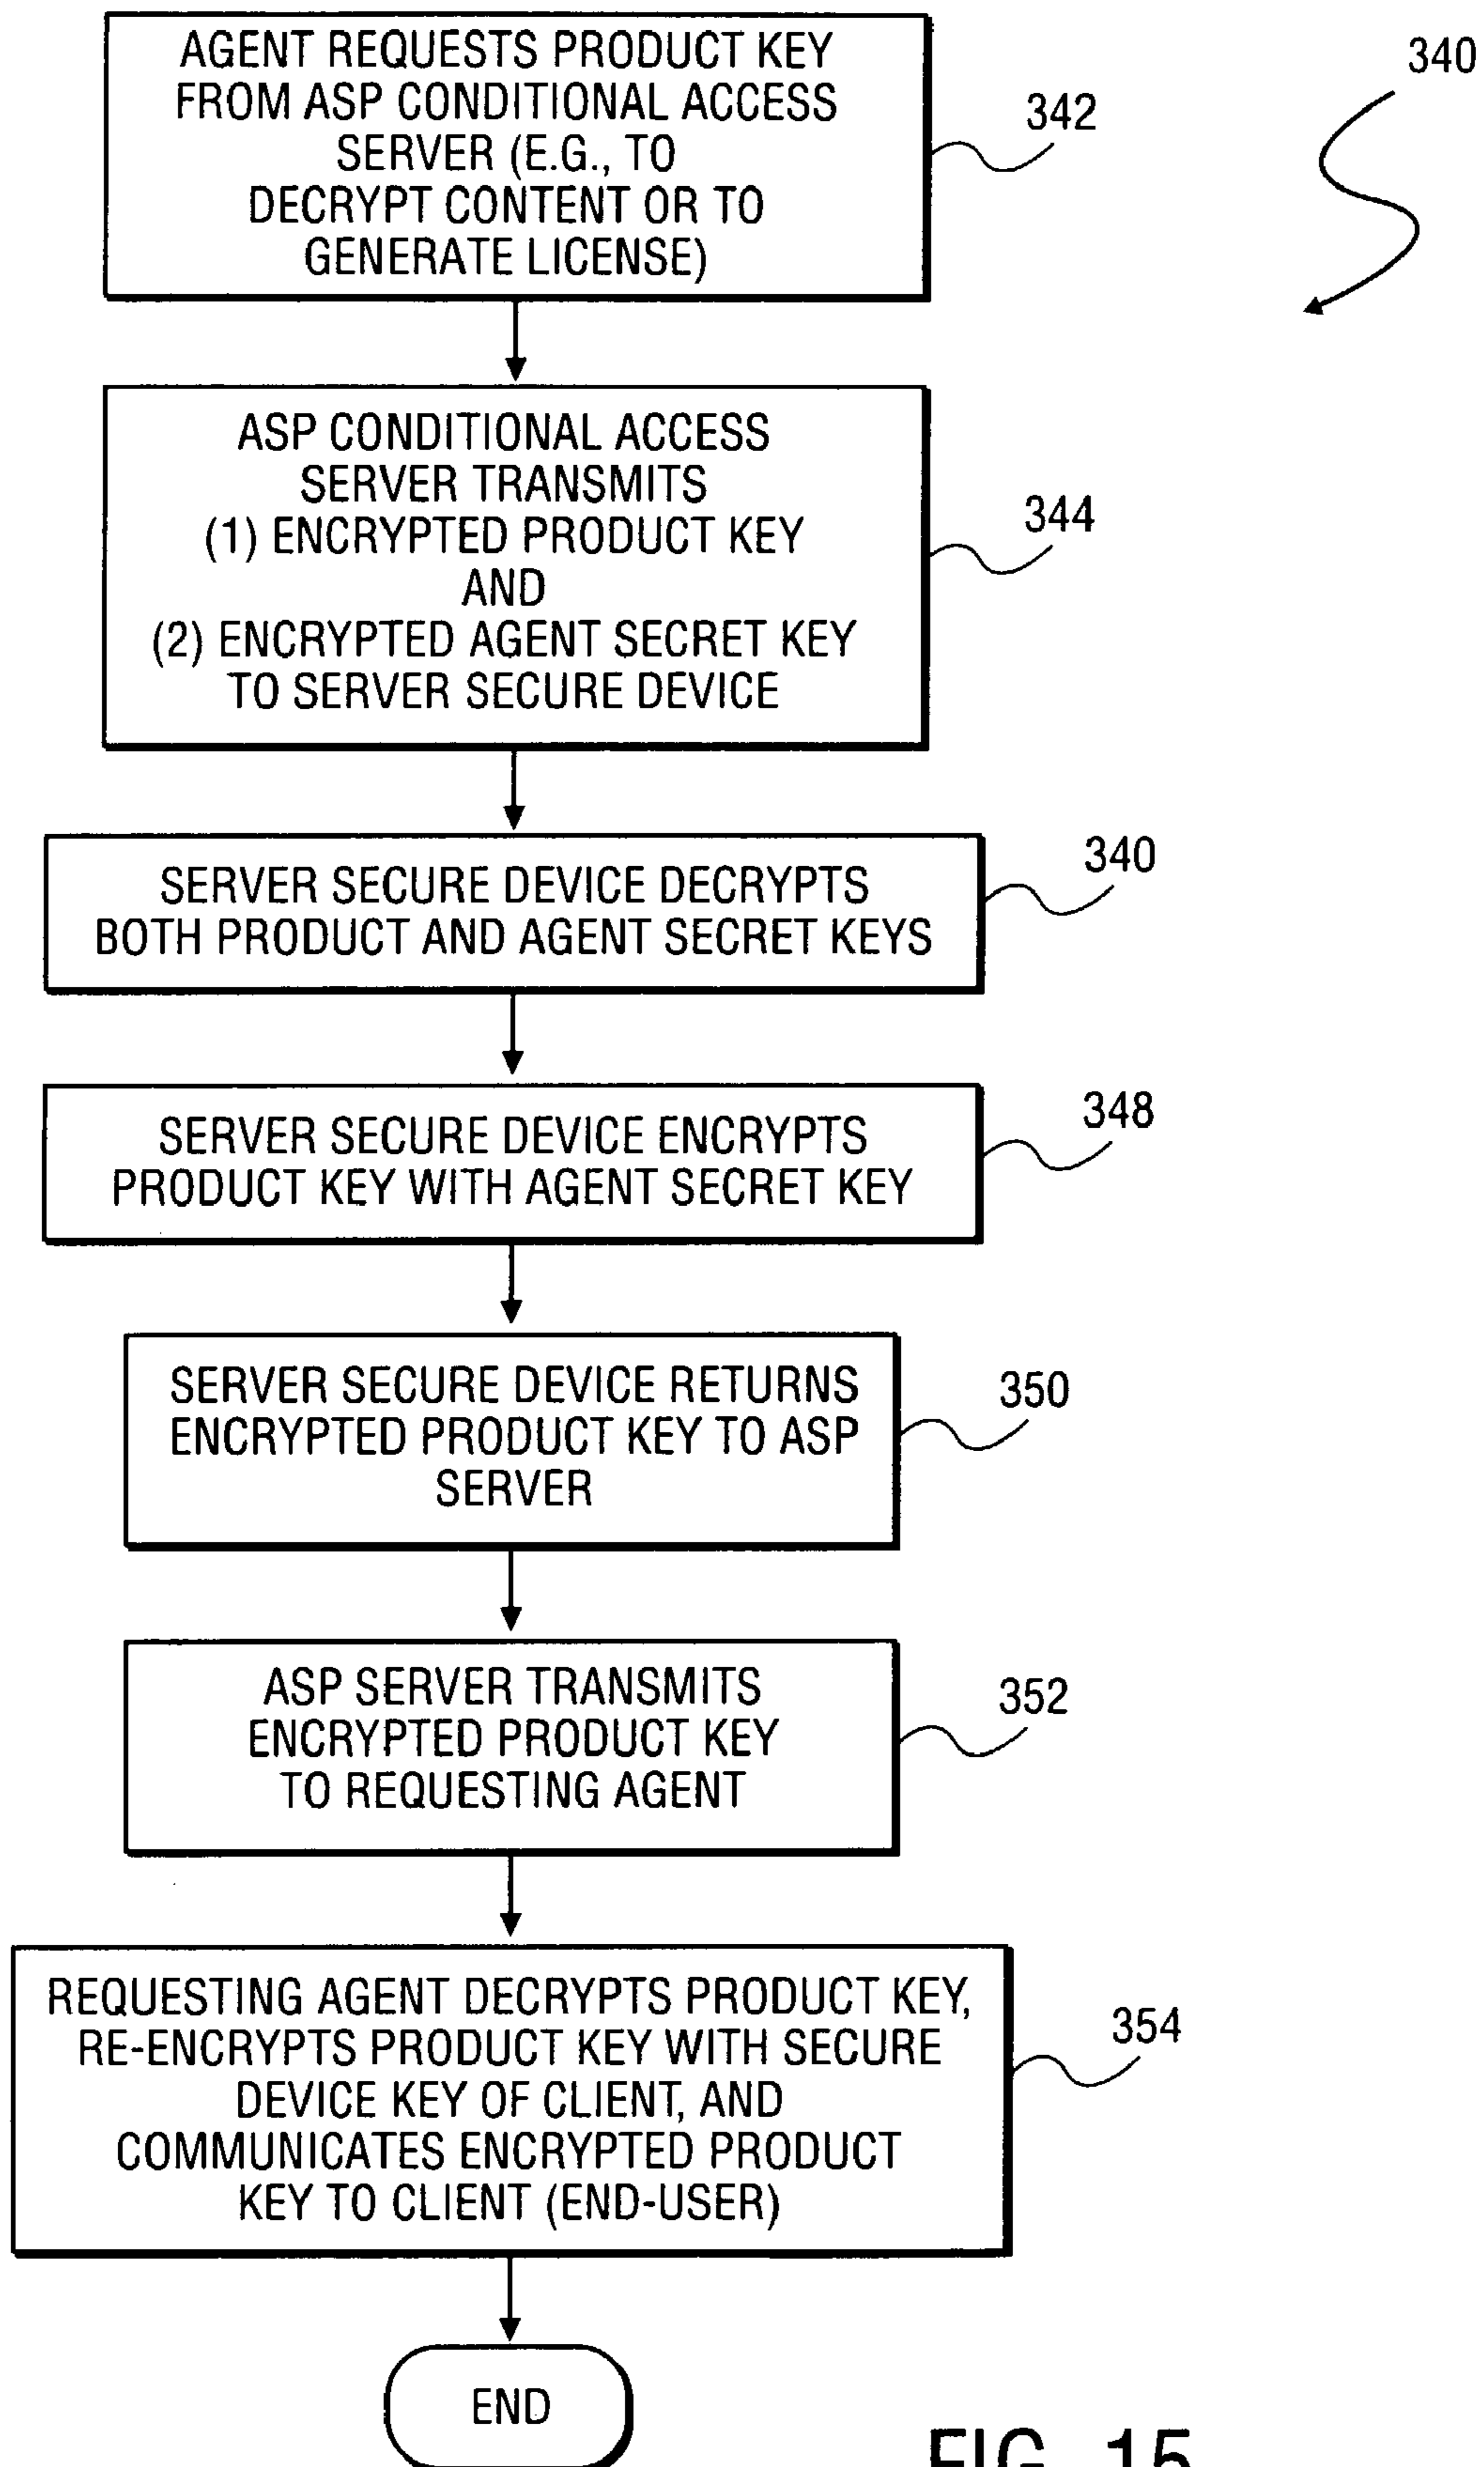 AGENT REQUESTS PRODUCT KEY
FROM ASP CONDITIONAL ACCESS
SERVER (E.G., TO
DECRYPT CONTENT OR TO
GENERATE LICENSE)
342
340
ASP CONDITIONAL ACCESS
SERVER TRANSMITS
(1) ENCRYPTED PRODUCT KEY
AND
(2) ENCRYPTED AGENT SECRET KEY
TO SERVER SECURE DEVICE
344
SERVER SECURE DEVICE DECRYPTS
BOTH PRODUCT AND AGENT SECRET KEYS
340
SERVER SECURE DEVICE ENCRYPTS
PRODUCT KEY WITH AGENT SECRET KEY
348
SERVER SECURE DEVICE RETURNS
ENCRYPTED PRODUCT KEY TO ASP
SERVER
350
ASP SERVER TRANSMITS
ENCRYPTED PRODUCT KEY
TO REQUESTING AGENT
352
REQUESTING AGENT DECRYPTS PRODUCT KEY,
RE-ENCRYPTS PRODUCT KEY WITH SECURE
DEVICE KEY OF CLIENT, AND
COMMUNICATES ENCRYPTED PRODUCT
KEY TO CLIENT (END-USER)
354
END
FIG. 15